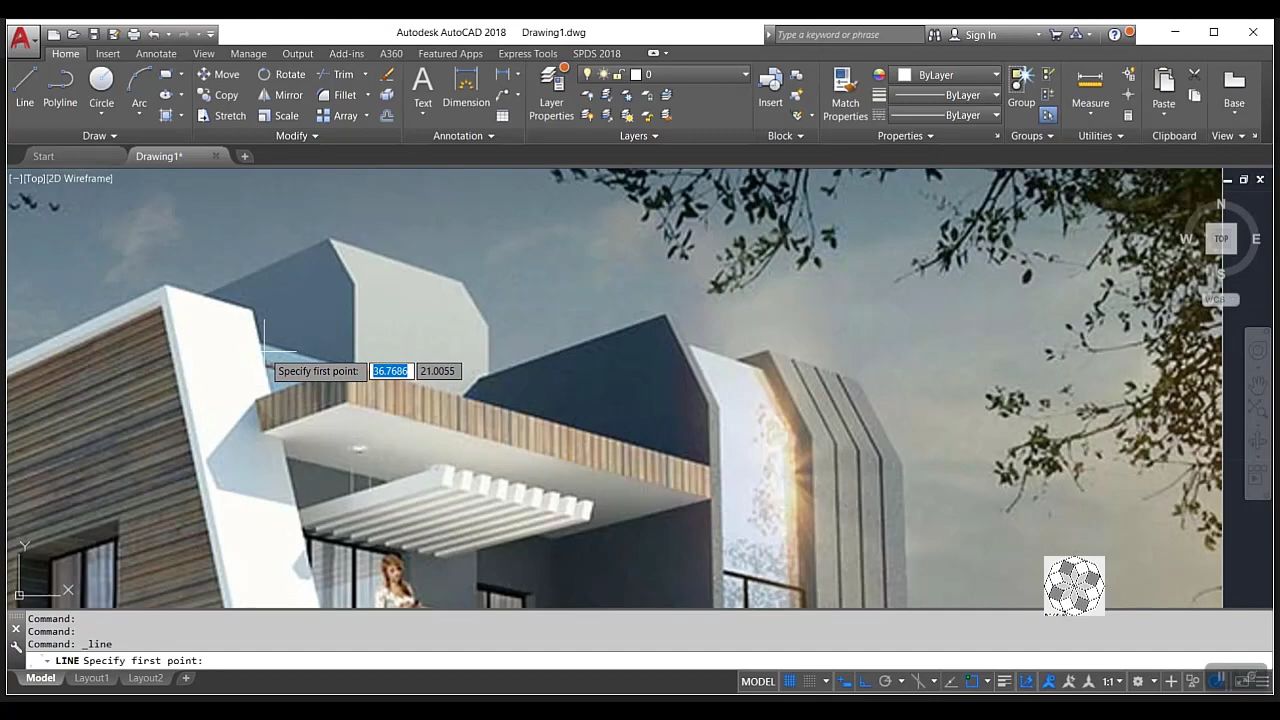 Autodesk AutoCAD 2018 Drawing1.dwg
Type a keyword or phrase
Sign In
Home Insert Annotate View Manage Output Add-ins A360 Featured Apps Express Tools SPDS 2018
Line Polyline Circle Arc
Move Rotate Trim
Copy Mirror Fillet
Stretch Scale Array
Text Dimension
Layer Properties
0
Insert
Match Properties
ByLayer
ByLayer
ByLayer
Group
Measure
Paste
Base
Draw Modify Annotation Layers Block Properties Groups Utilities Clipboard View
Start Drawing1*
[−][Top][2D Wireframe]
N
W TOP E
S
WCS
Specify first point: 36.7686 21.0055
Y
X
Command:
Command:
Command: _line
LINE Specify first point:
Model Layout1 Layout2
MODEL 1:1